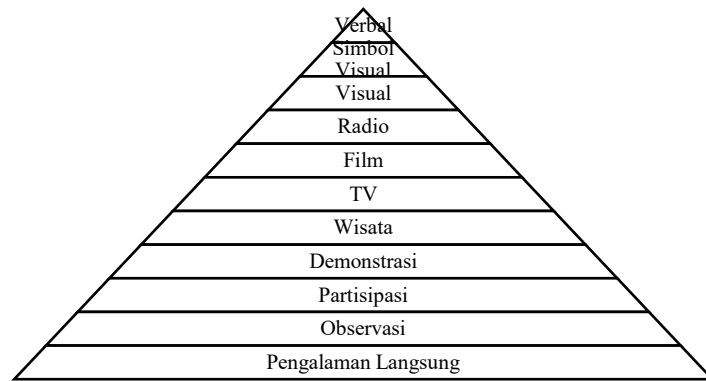 Verbal
Simbol
Visual
Visual
Radio
Film
TV
Wisata
Demonstrasi
Partisipasi
Observasi
Pengalaman Langsung